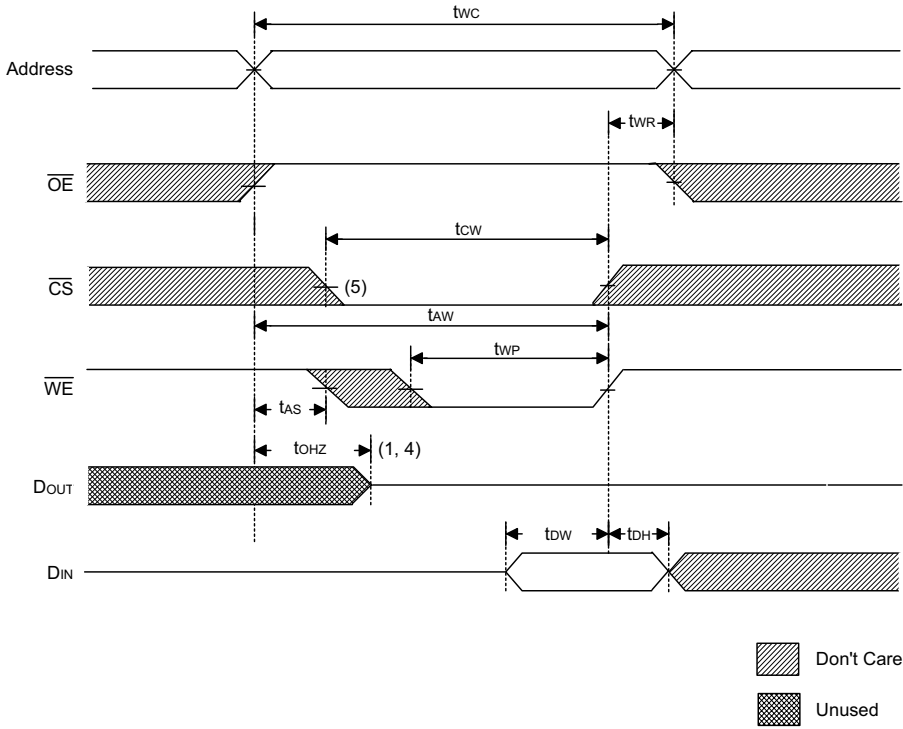 tWC
Address
tWR
OE
tCW
CS
(5)
tAW
tWP
WE
tAS
tOHZ
(1, 4)
DOUT
tDW
tDH
DIN
Don't Care
Unused